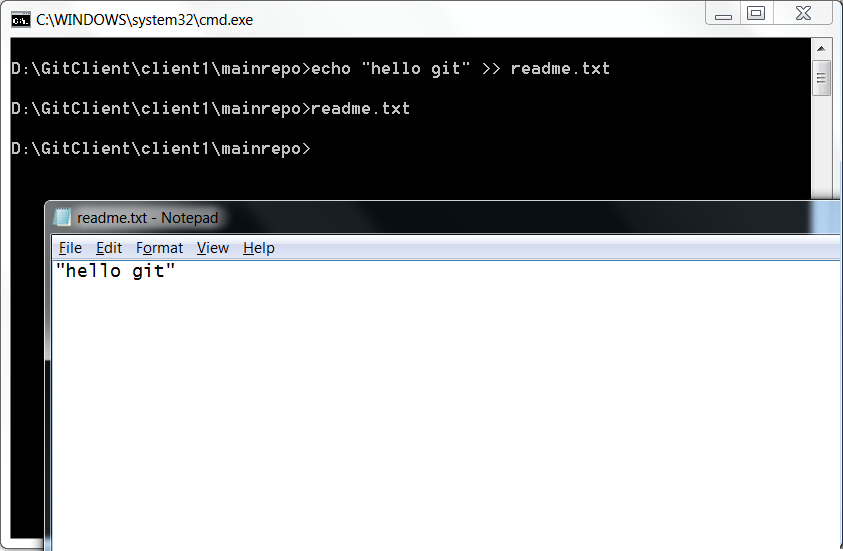 C:\WINDOWS\system32\cmd.exe
D:\GitClient\client1\mainrepo>echo "hello git" >> readme.txt
D:\GitClient\client1\mainrepo>readme.txt
D:\GitClient\client1\mainrepo>
readme.txt - Notepad
File Edit Format View Help
"hello git"